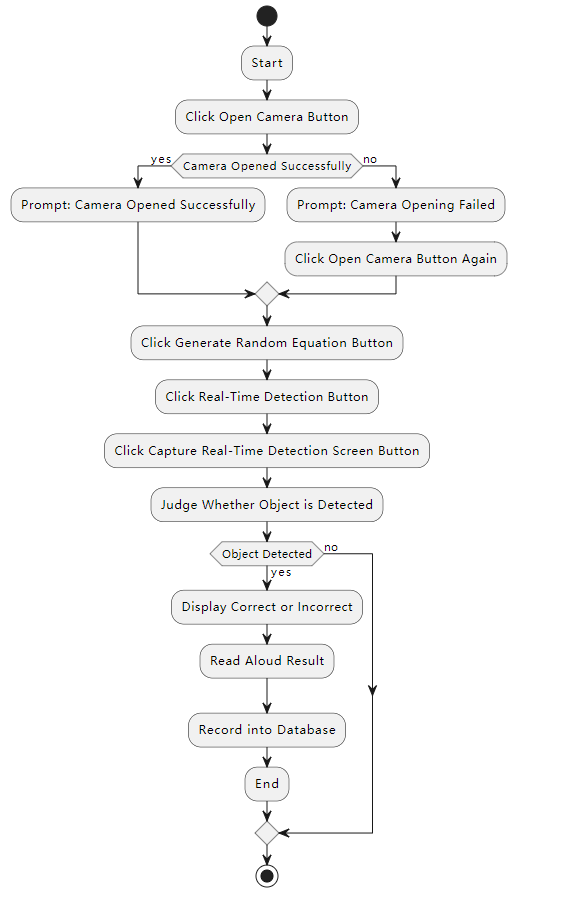 Start
Click Open Camera Button
yes
Camera Opened Successfully
no
Prompt: Camera Opened Successfully
Prompt: Camera Opening Failed
Click Open Camera Button Again
Click Generate Random Equation Button
Click Real-Time Detection Button
Click Capture Real-Time Detection Screen Button
Judge Whether Object is Detected
Object Detected
no
yes
Display Correct or Incorrect
Read Aloud Result
Record into Database
End